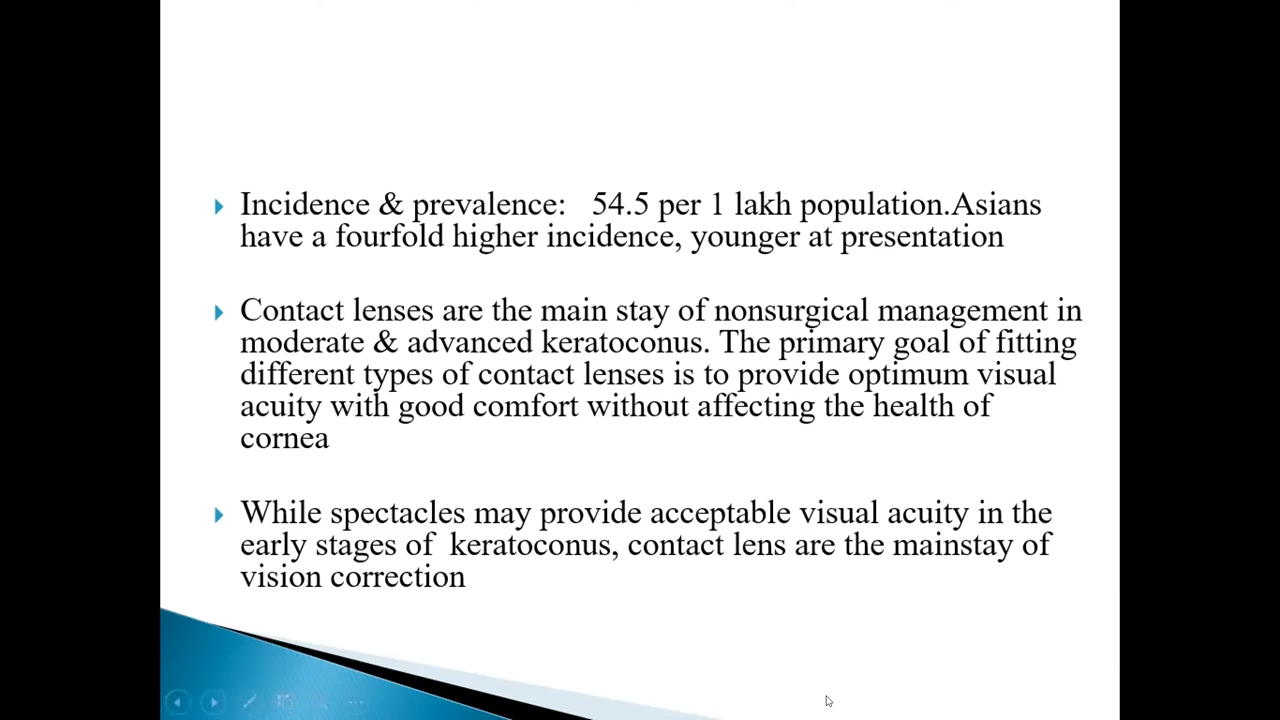 Incidence & prevalence:   54.5 per 1 lakh population.Asians
have a fourfold higher incidence, younger at presentation
Contact lenses are the main stay of nonsurgical management in
moderate & advanced keratoconus. The primary goal of fitting
different types of contact lenses is to provide optimum visual
acuity with good comfort without affecting the health of
cornea
While spectacles may provide acceptable visual acuity in the
early stages of  keratoconus, contact lens are the mainstay of
vision correction